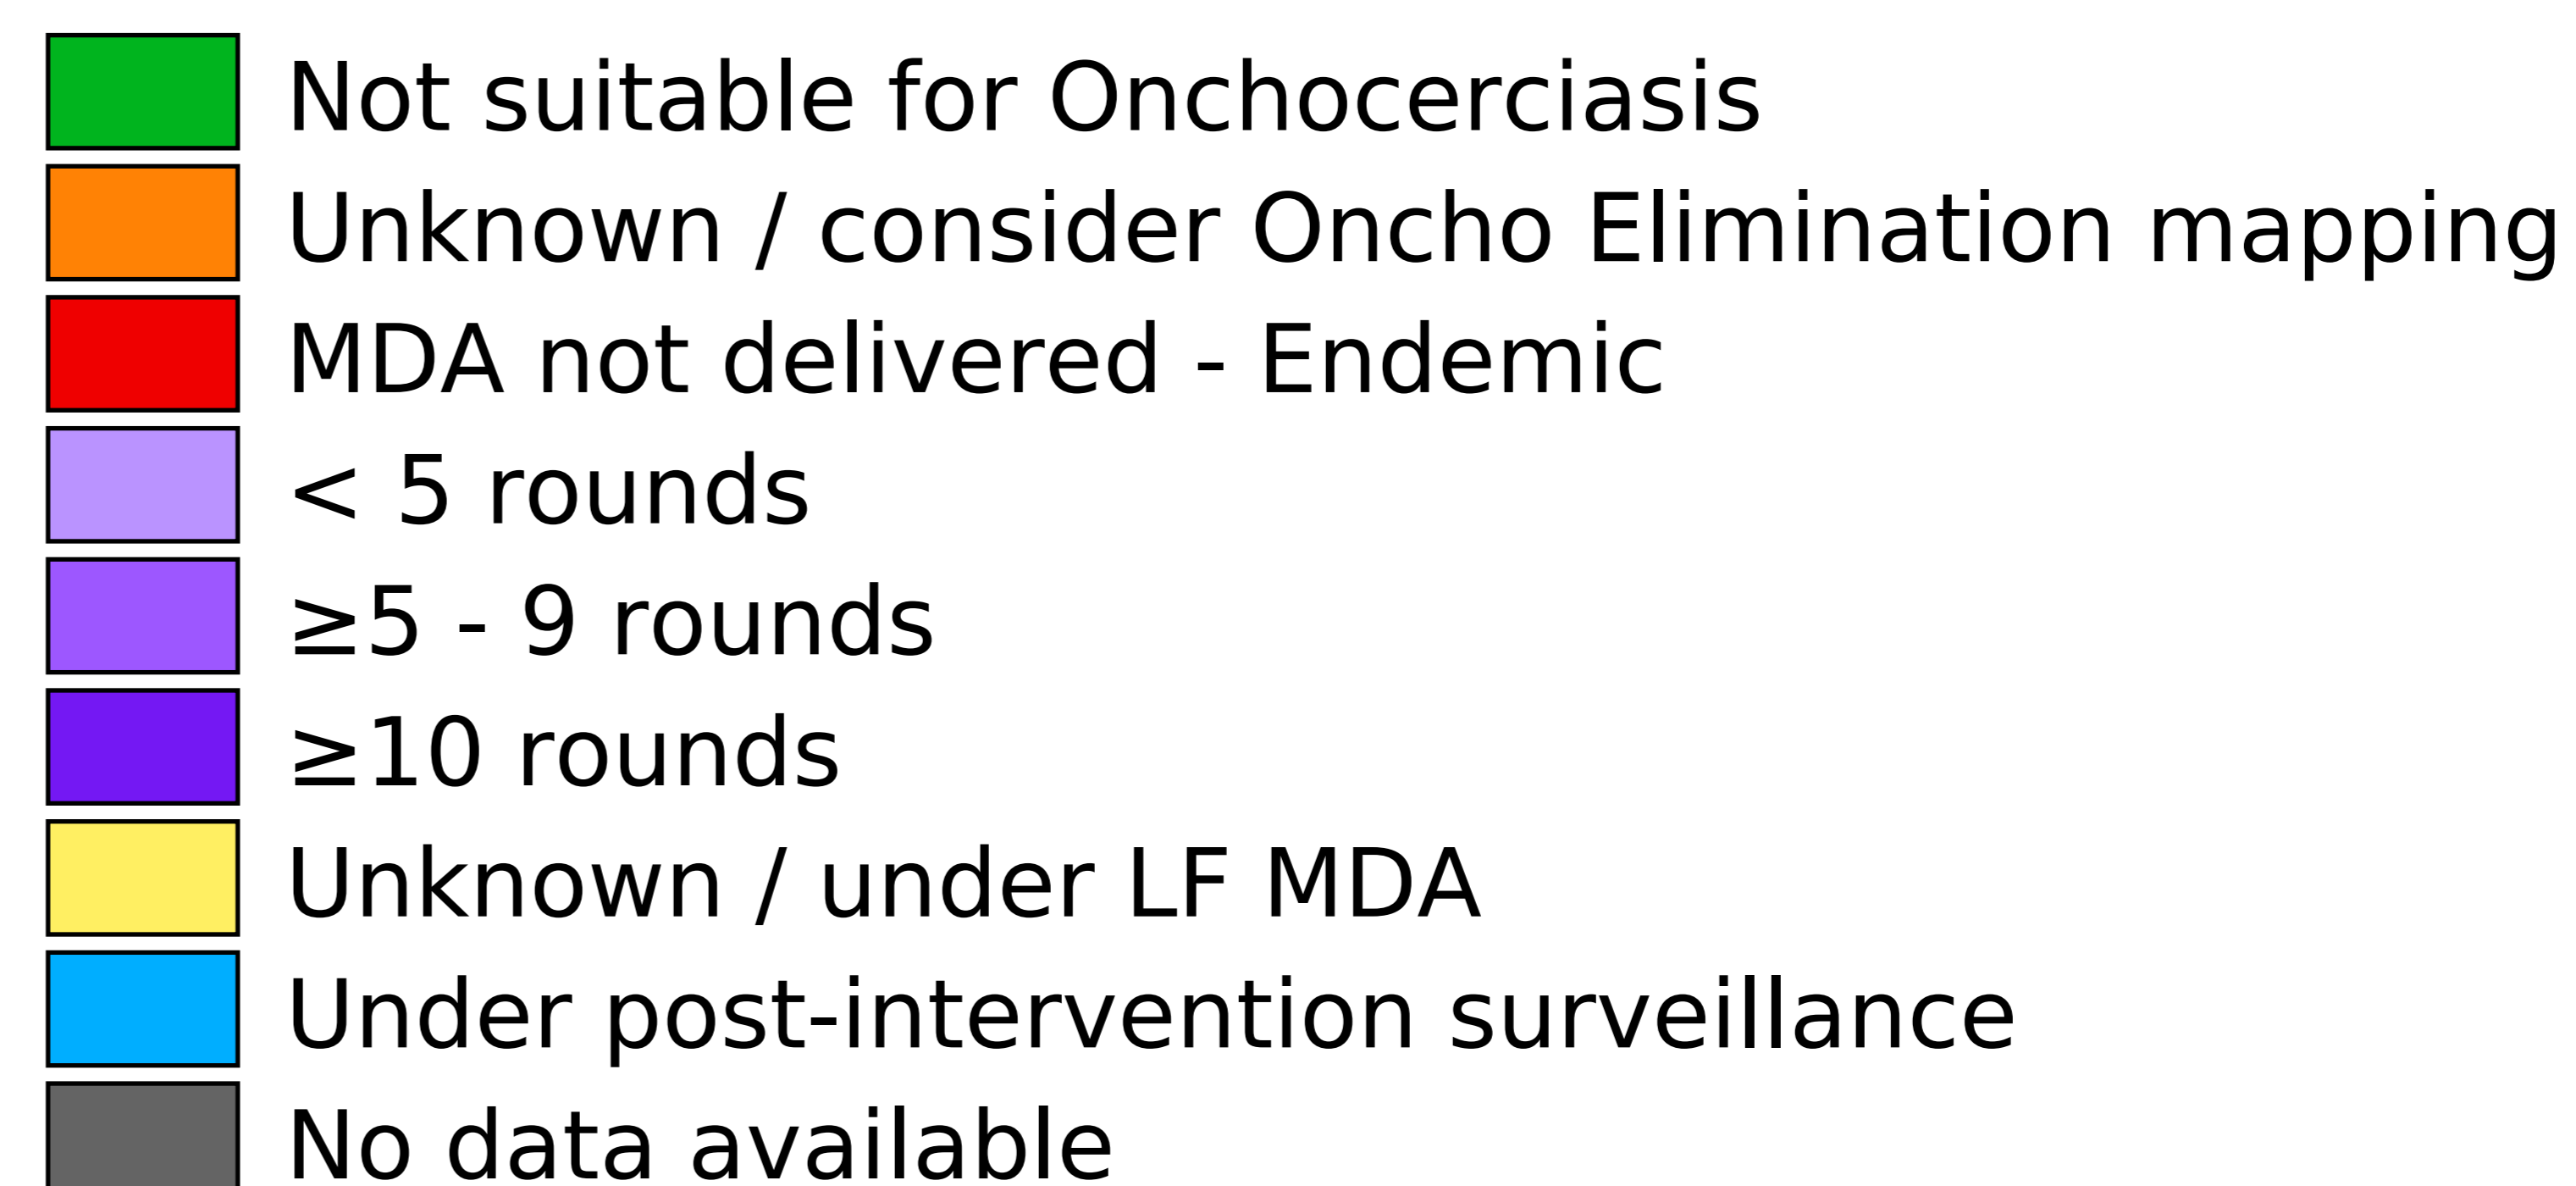 Not suitable for Onchocerciasis
Unknown / consider Oncho Elimination mapping
MDA not delivered - Endemic
< 5 rounds
≥5 - 9 rounds
≥10 rounds
Unknown / under LF MDA
Under post-intervention surveillance
No data available